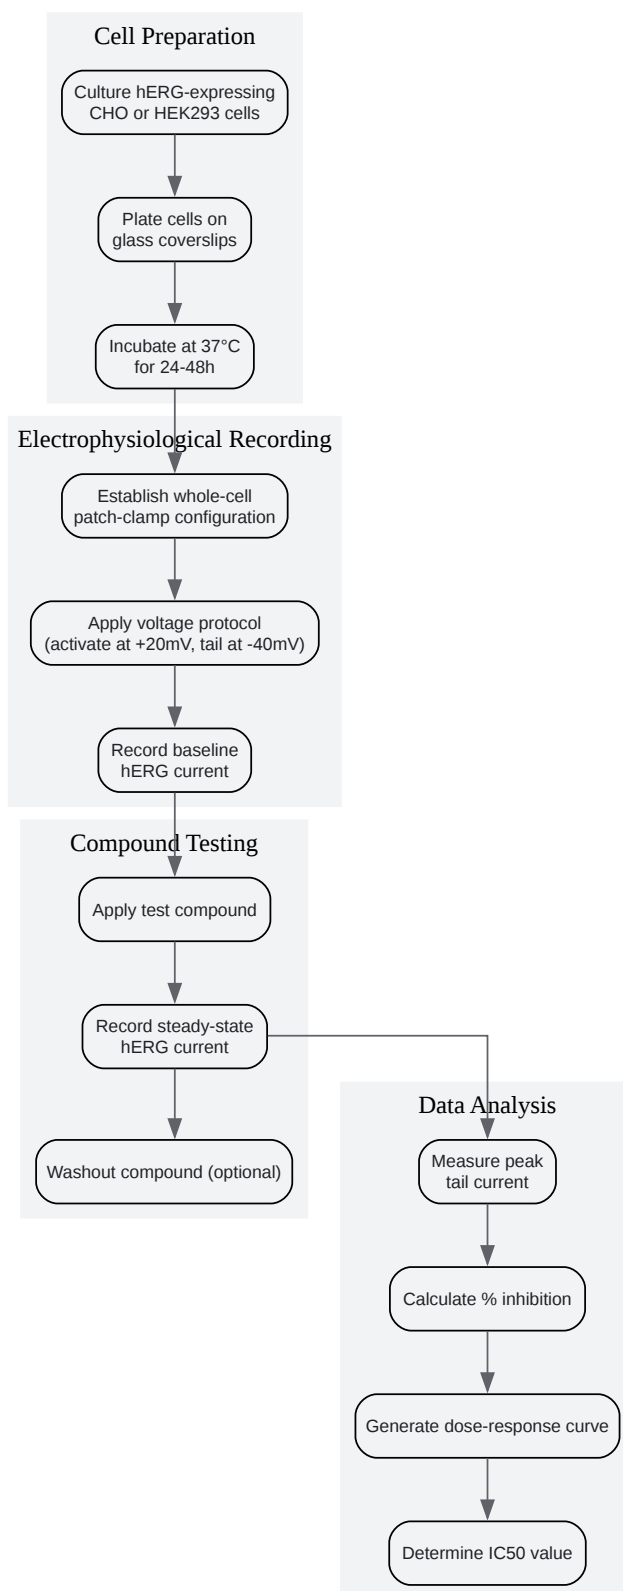 Cell Preparation
Culture hERG-expressing
CHO or HEK293 cells
Plate cells on
glass coverslips
Incubate at 37°C
for 24-48h
Electrophysiological Recording
Establish whole-cell
patch-clamp configuration
Apply voltage protocol
(activate at +20mV, tail at -40mV)
Record baseline
hERG current
Compound Testing
Apply test compound
Record steady-state
hERG current
Washout compound (optional)
Data Analysis
Measure peak
tail current
Calculate % inhibition
Generate dose-response curve
Determine IC50 value